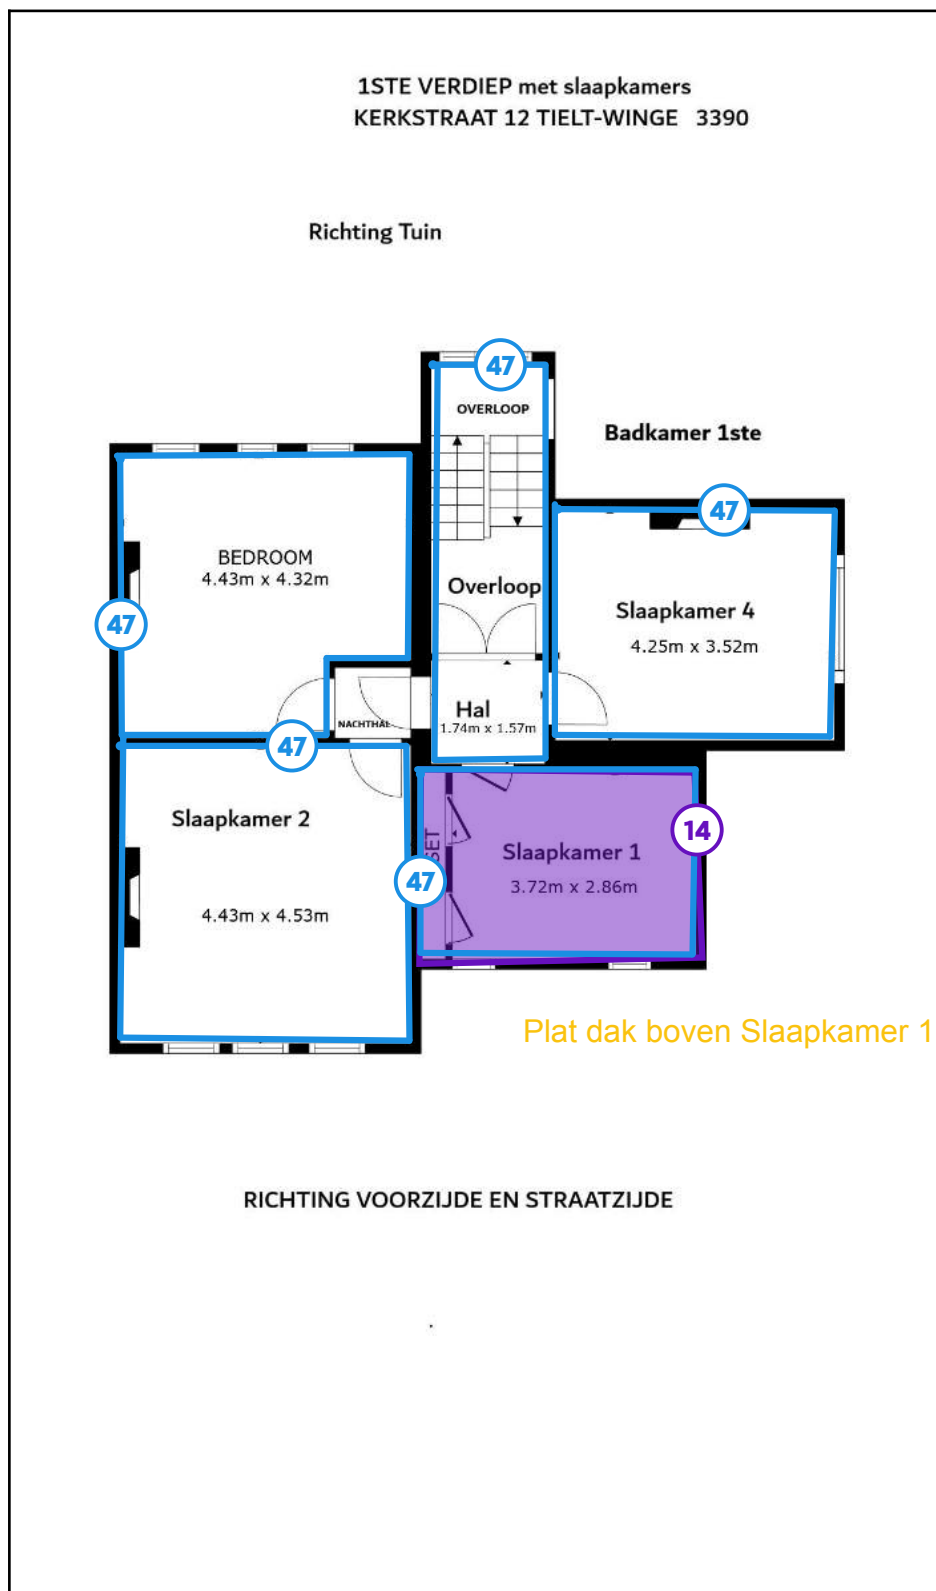 1STE VERDIEP met slaapkamers
KERKSTRAAT 12 TIELT-WINGE 3390
Richting Tuin
47
OVERLOOP
Badkamer 1ste
47
BEDROOM
4.43m x 4.32m
Overloop
Slaapkamer 4
4.25m x 3.52m
47
Hal
1.74m x 1.57m
NACHTHAL
47
Slaapkamer 2
14
SET
Slaapkamer 1
3.72m x 2.86m
47
4.43m x 4.53m
Plat dak boven Slaapkamer 1
RICHTING VOORZIJDE EN STRAATZIJDE